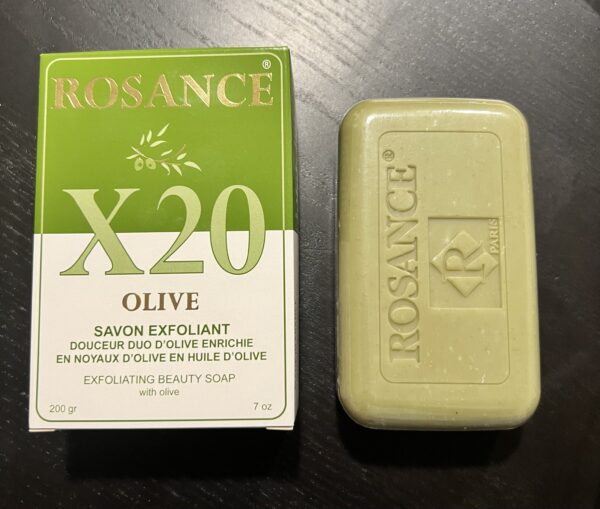 ROSANCE®
X20
OLIVE
SAVON EXFOLIANT
DOUCEUR DUO D'OLIVE ENRICHIE
EN NOYAUX D'OLIVE EN HUILE D'OLIVE
EXFOLIATING BEAUTY SOAP
with olive
200 gr 7 oz
ROSANCE®
R
PARIS